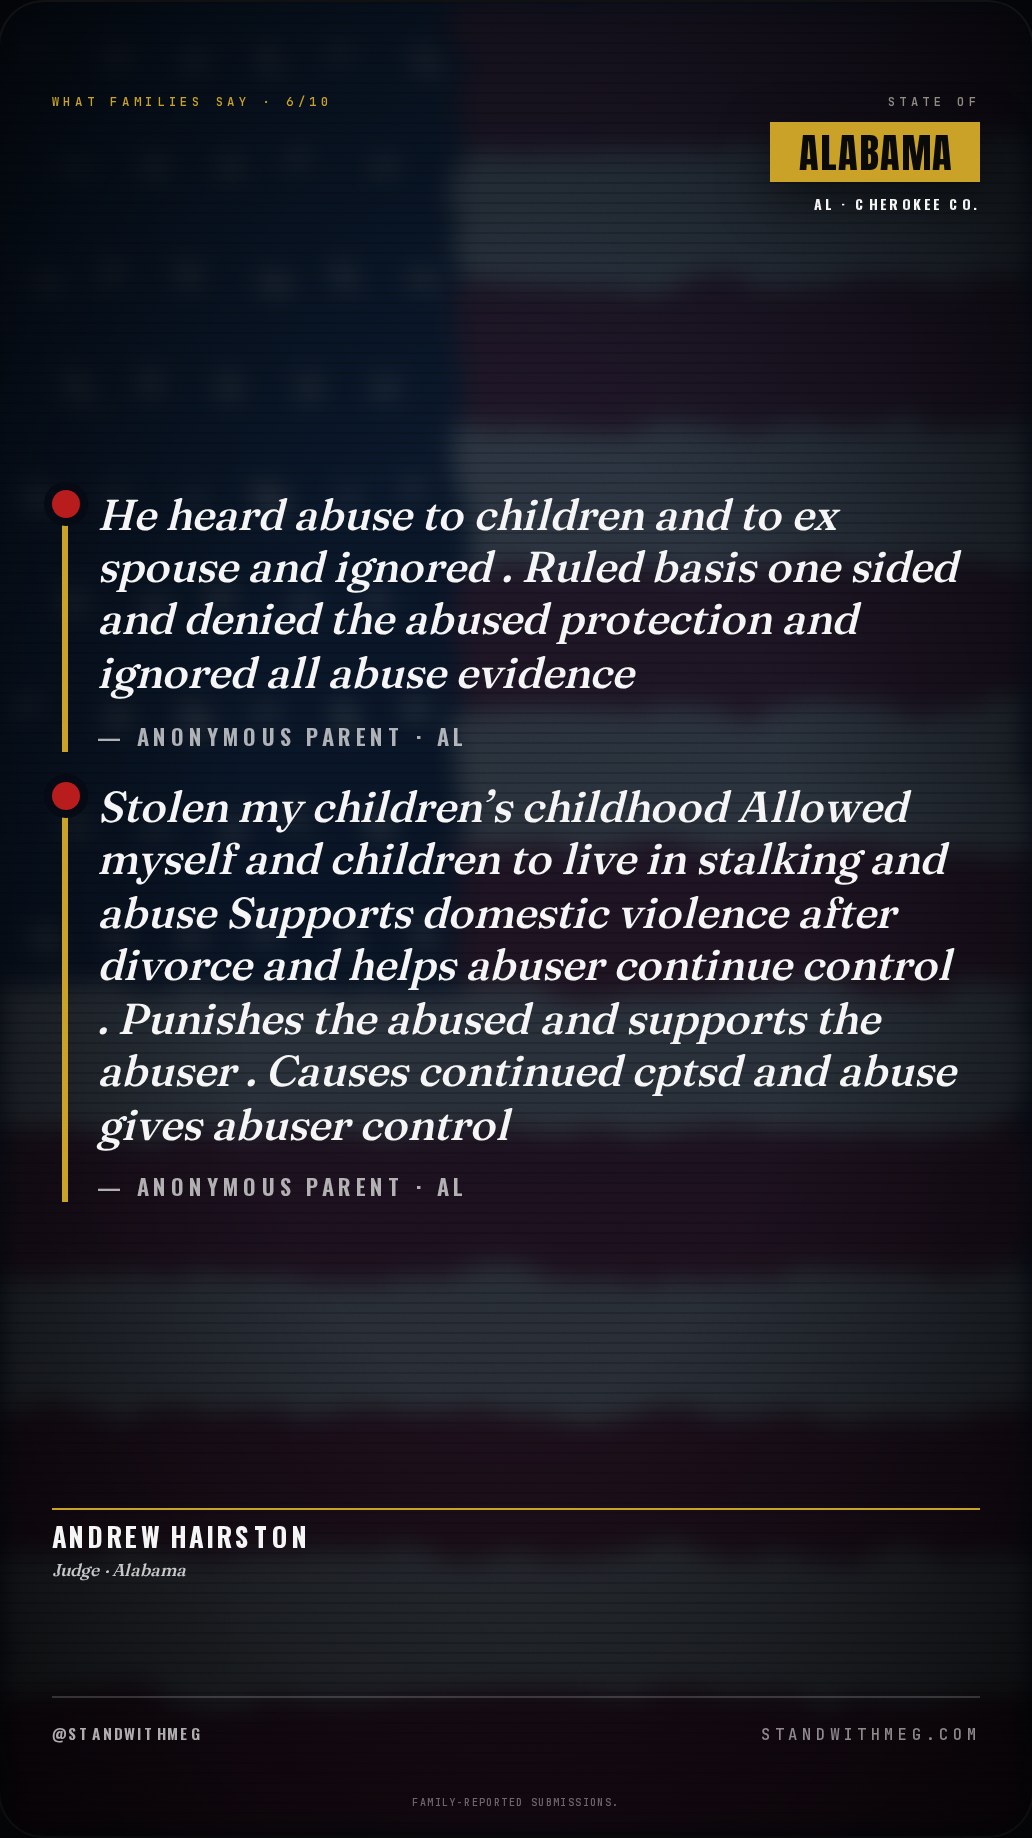 WHAT FAMILIES SAY · 6/10
STATE OF
ALABAMA
AL · CHEROKEE CO.
He heard abuse to children and to ex
spouse and ignored . Ruled basis one sided
and denied the abused protection and
ignored all abuse evidence
— ANONYMOUS PARENT · AL
Stolen my children’s childhood Allowed
myself and children to live in stalking and
abuse Supports domestic violence after
divorce and helps abuser continue control
. Punishes the abused and supports the
abuser . Causes continued cptsd and abuse
gives abuser control
— ANONYMOUS PARENT · AL
ANDREW HAIRSTON
Judge · Alabama
@STANDWITHMEG
STANDWITHMEG.COM
FAMILY-REPORTED SUBMISSIONS.